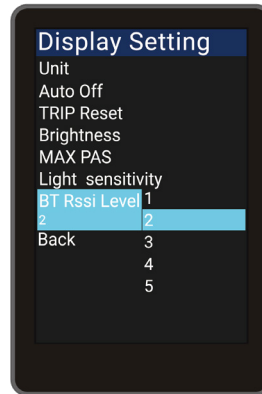 Display Setting
Unit
Auto Off
TRIP Reset
Brightness
MAX PAS
Light sensitivity
BT Rssi Level 1
2 2
Back 3
4
5